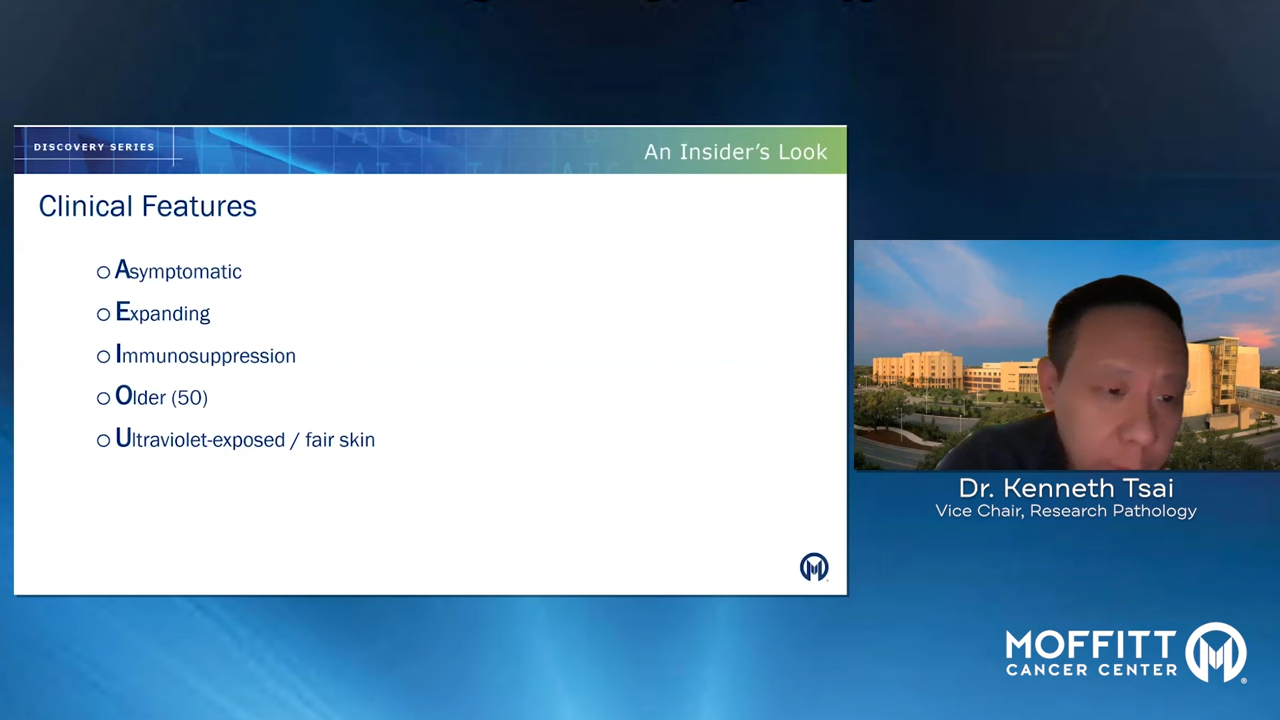 DISCOVERY SERIES
An Insider's Look
Clinical Features
Asymptomatic
Expanding
Immunosuppression
Older (50)
Ultraviolet-exposed / fair skin
Dr. Kenneth Tsai
Vice Chair, Research Pathology
MOFFITT
CANCER CENTER